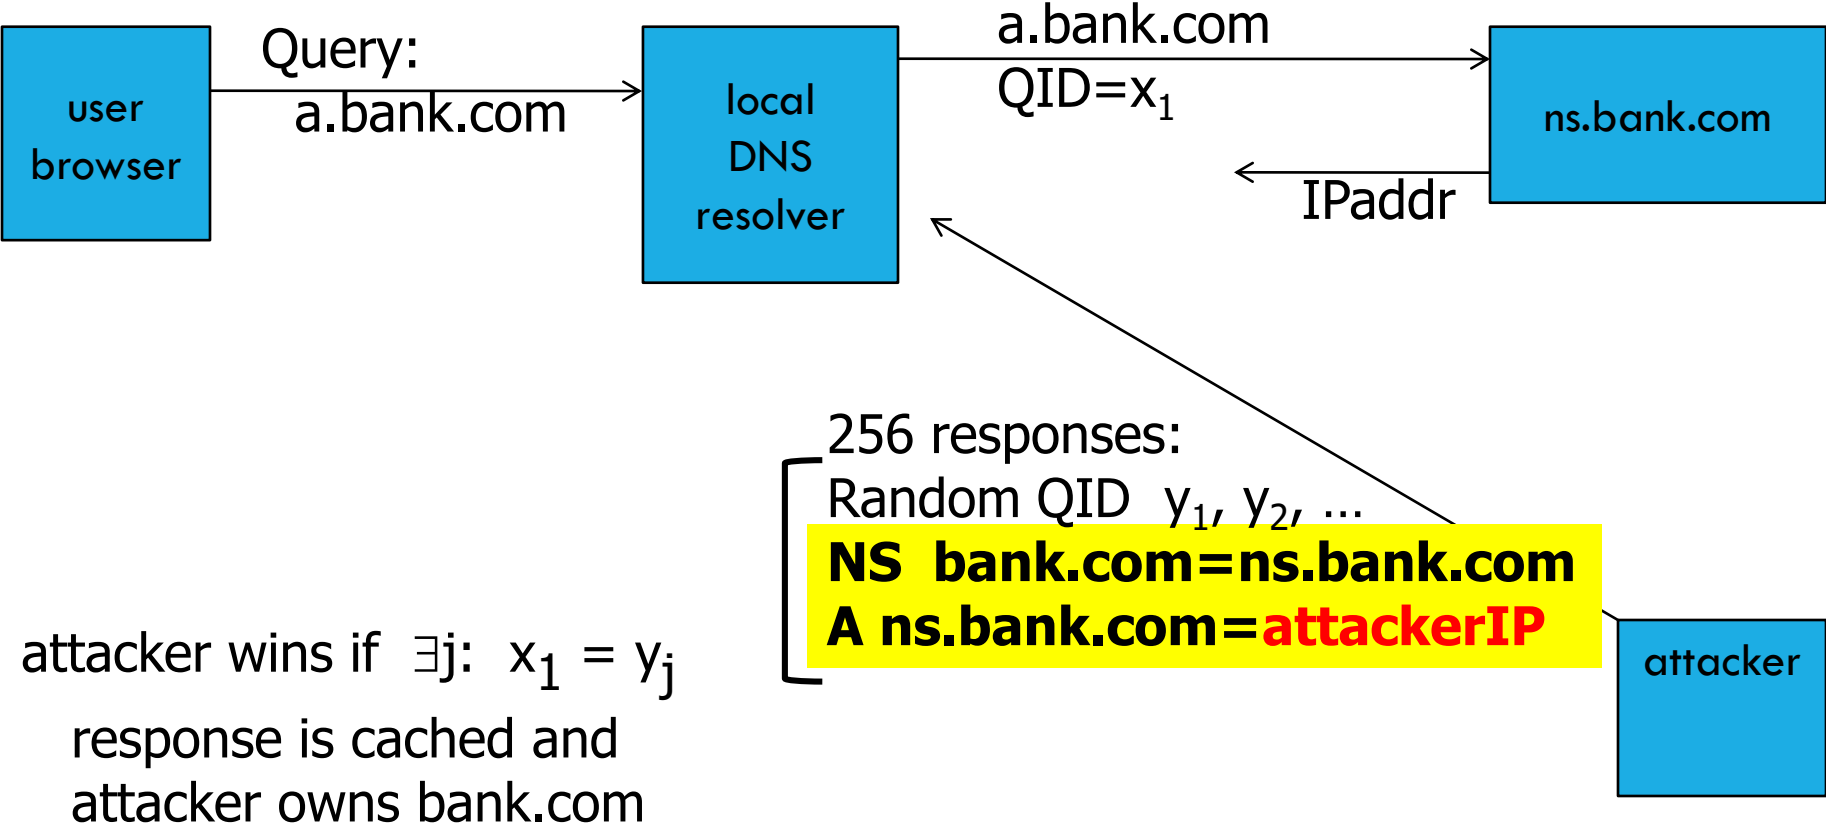 user
browser
Query:
a.bank.com
local
DNS
resolver
a.bank.com
QID=x₁
ns.bank.com
IPaddr
256 responses:
Random QID y₁, y₂, …
NS bank.com=ns.bank.com
A ns.bank.com=attackerIP
attacker
attacker wins if ∃j: x₁ = yⱼ
response is cached and
attacker owns bank.com